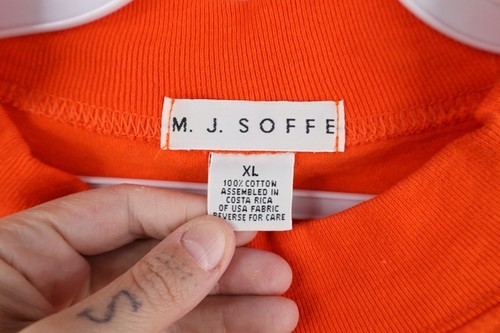 M. J. SOFFE
XL
100% COTTON
ASSEMBLED IN
COSTA RICA
OF USA FABRIC
REVERSE FOR CARE
S